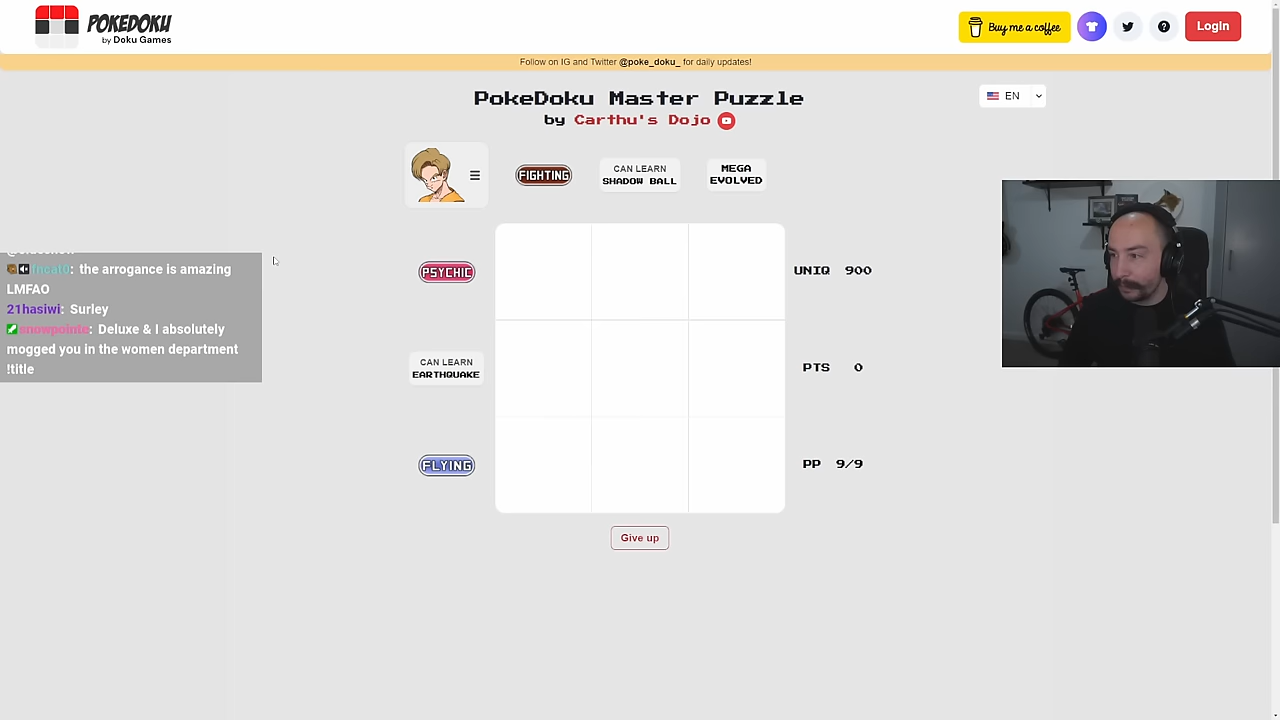 POKEDOKU
by Doku Games
Buy me a coffee
Login
Follow on IG and Twitter @poke_doku_ for daily updates!
PokeDoku Master Puzzle
by Carthu's Dojo
EN
FIGHTING
CAN LEARN
SHADOW BALL
MEGA
EVOLVED
PSYCHIC
UNIQ 900
CAN LEARN
EARTHQUAKE
PTS 0
FLYING
PP 9/9
Give up
fncat0: the arrogance is amazing
LMFAO
21hasiwi: Surley
snowpointe: Deluxe & I absolutely
mogged you in the women department
!title